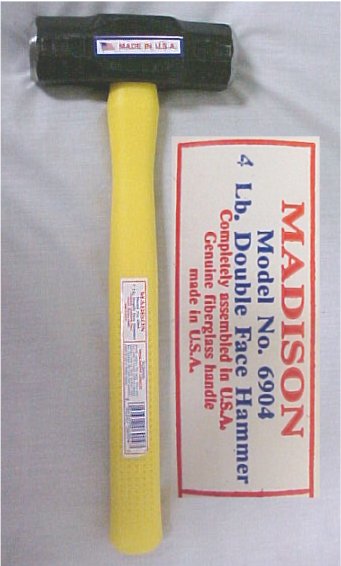 MADE IN U.S.A.
MADISON
Model No. 6904
4 Lb. Double Face Hammer
Completely assembled in U.S.A.
Genuine fiberglass handle
made in U.S.A.
MADISON